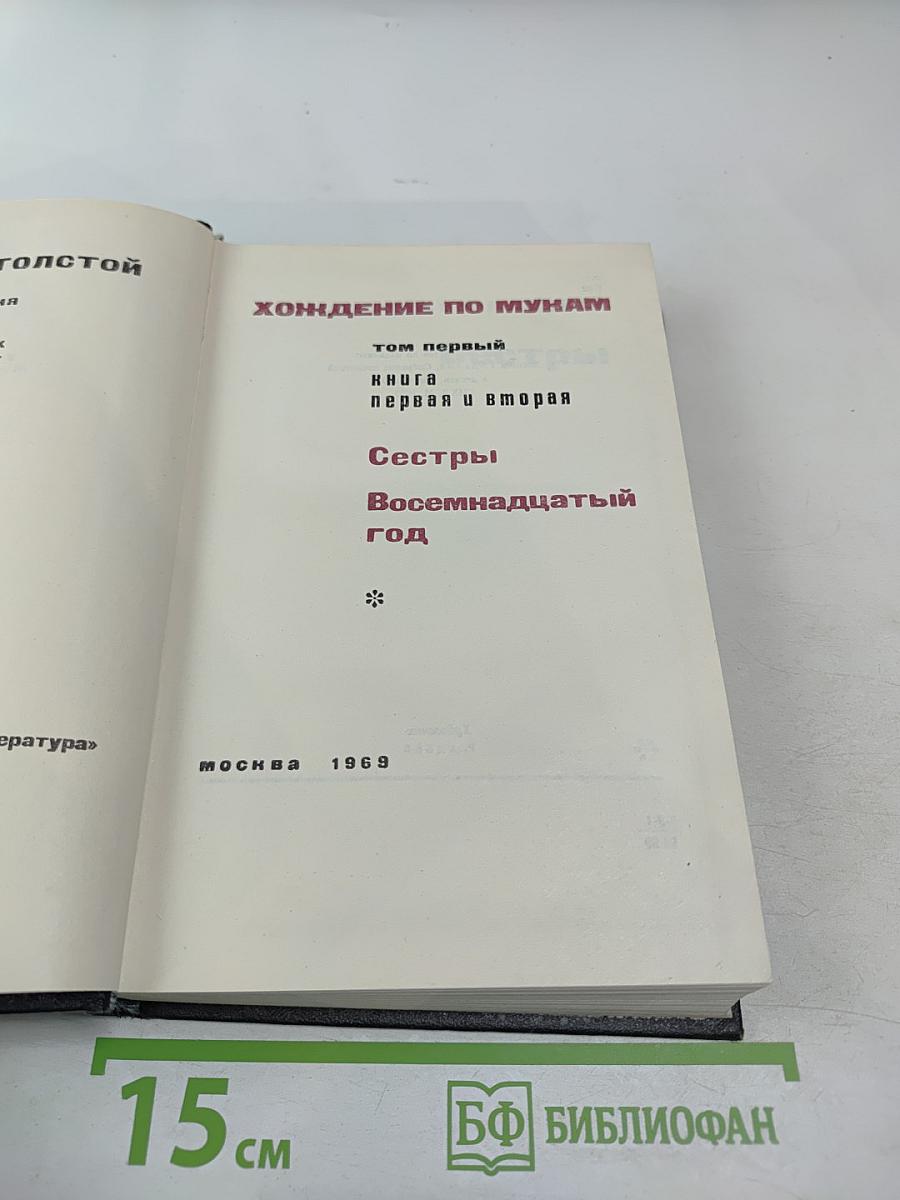 ТОЛСТОЙ
ХОЖДЕНИЕ ПО МУКАМ
том первый
книга
первая и вторая
Сестры
Восемнадцатый
год
*
ература»
москва 1969
15 см
БФ БИБЛИОФАН